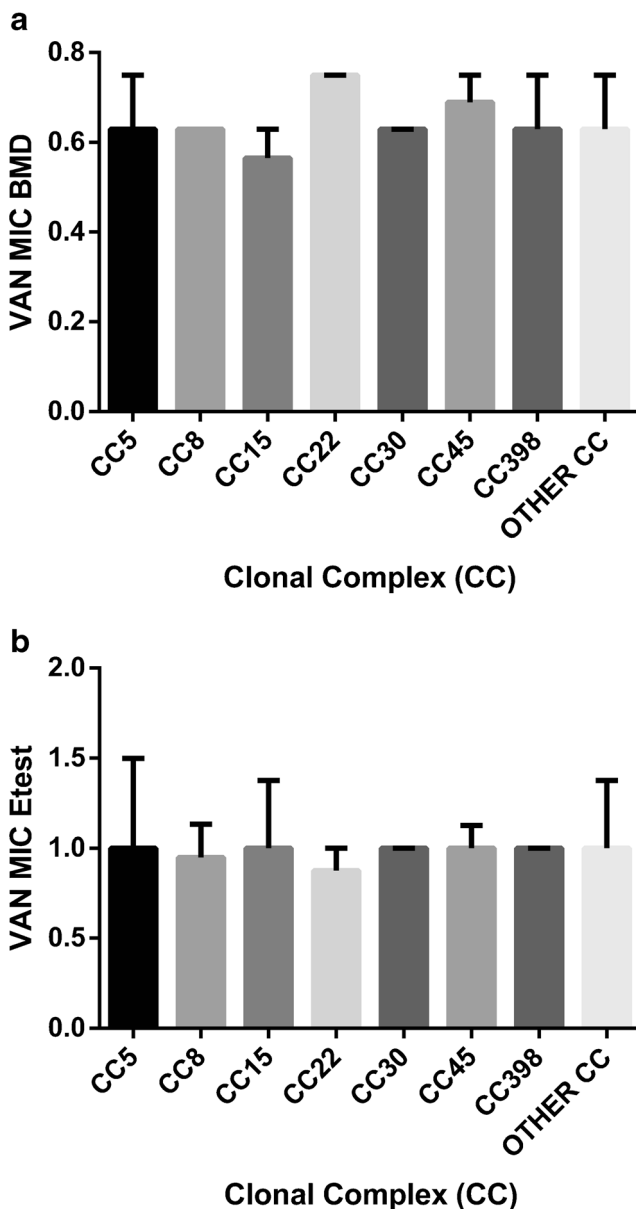 a
VAN MIC BMD
0.8
0.6
0.4
0.2
0.0
CC5
CC8
CC15
CC22
CC30
CC45
CC398
OTHER CC
Clonal Complex (CC)
b
VAN MIC Etest
2.0
1.5
1.0
0.5
0.0
CC5
CC8
CC15
CC22
CC30
CC45
CC398
OTHER CC
Clonal Complex (CC)